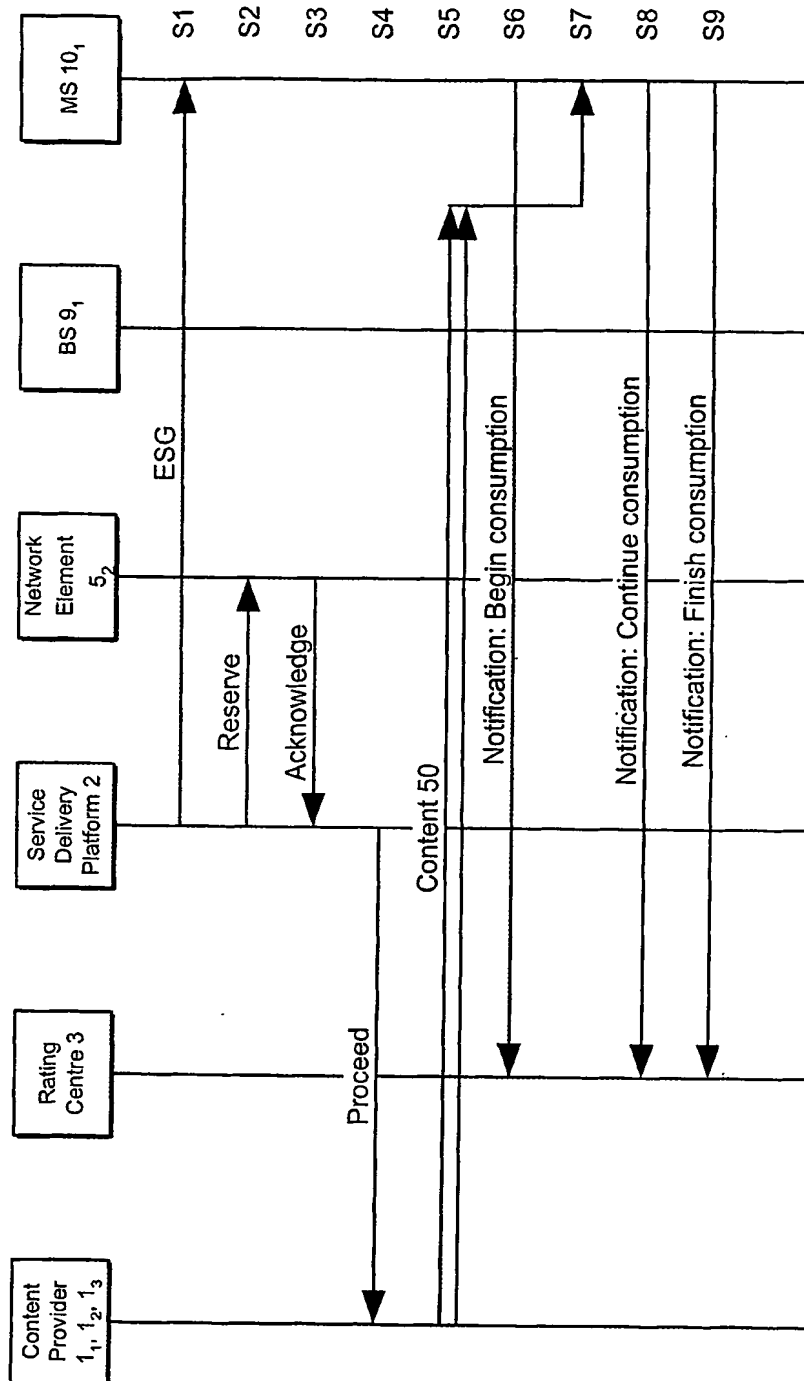 Content
Provider
1₁, 1₂, 1₃
Rating
Centre 3
Service
Delivery
Platform 2
Network
Element
5₂
BS 9₁
MS 10₁
ESG
S1
Reserve
S2
Acknowledge
S3
Proceed
S4
Content 50
S5
Notification: Begin consumption
S6
S7
Notification: Continue consumption
S8
Notification: Finish consumption
S9